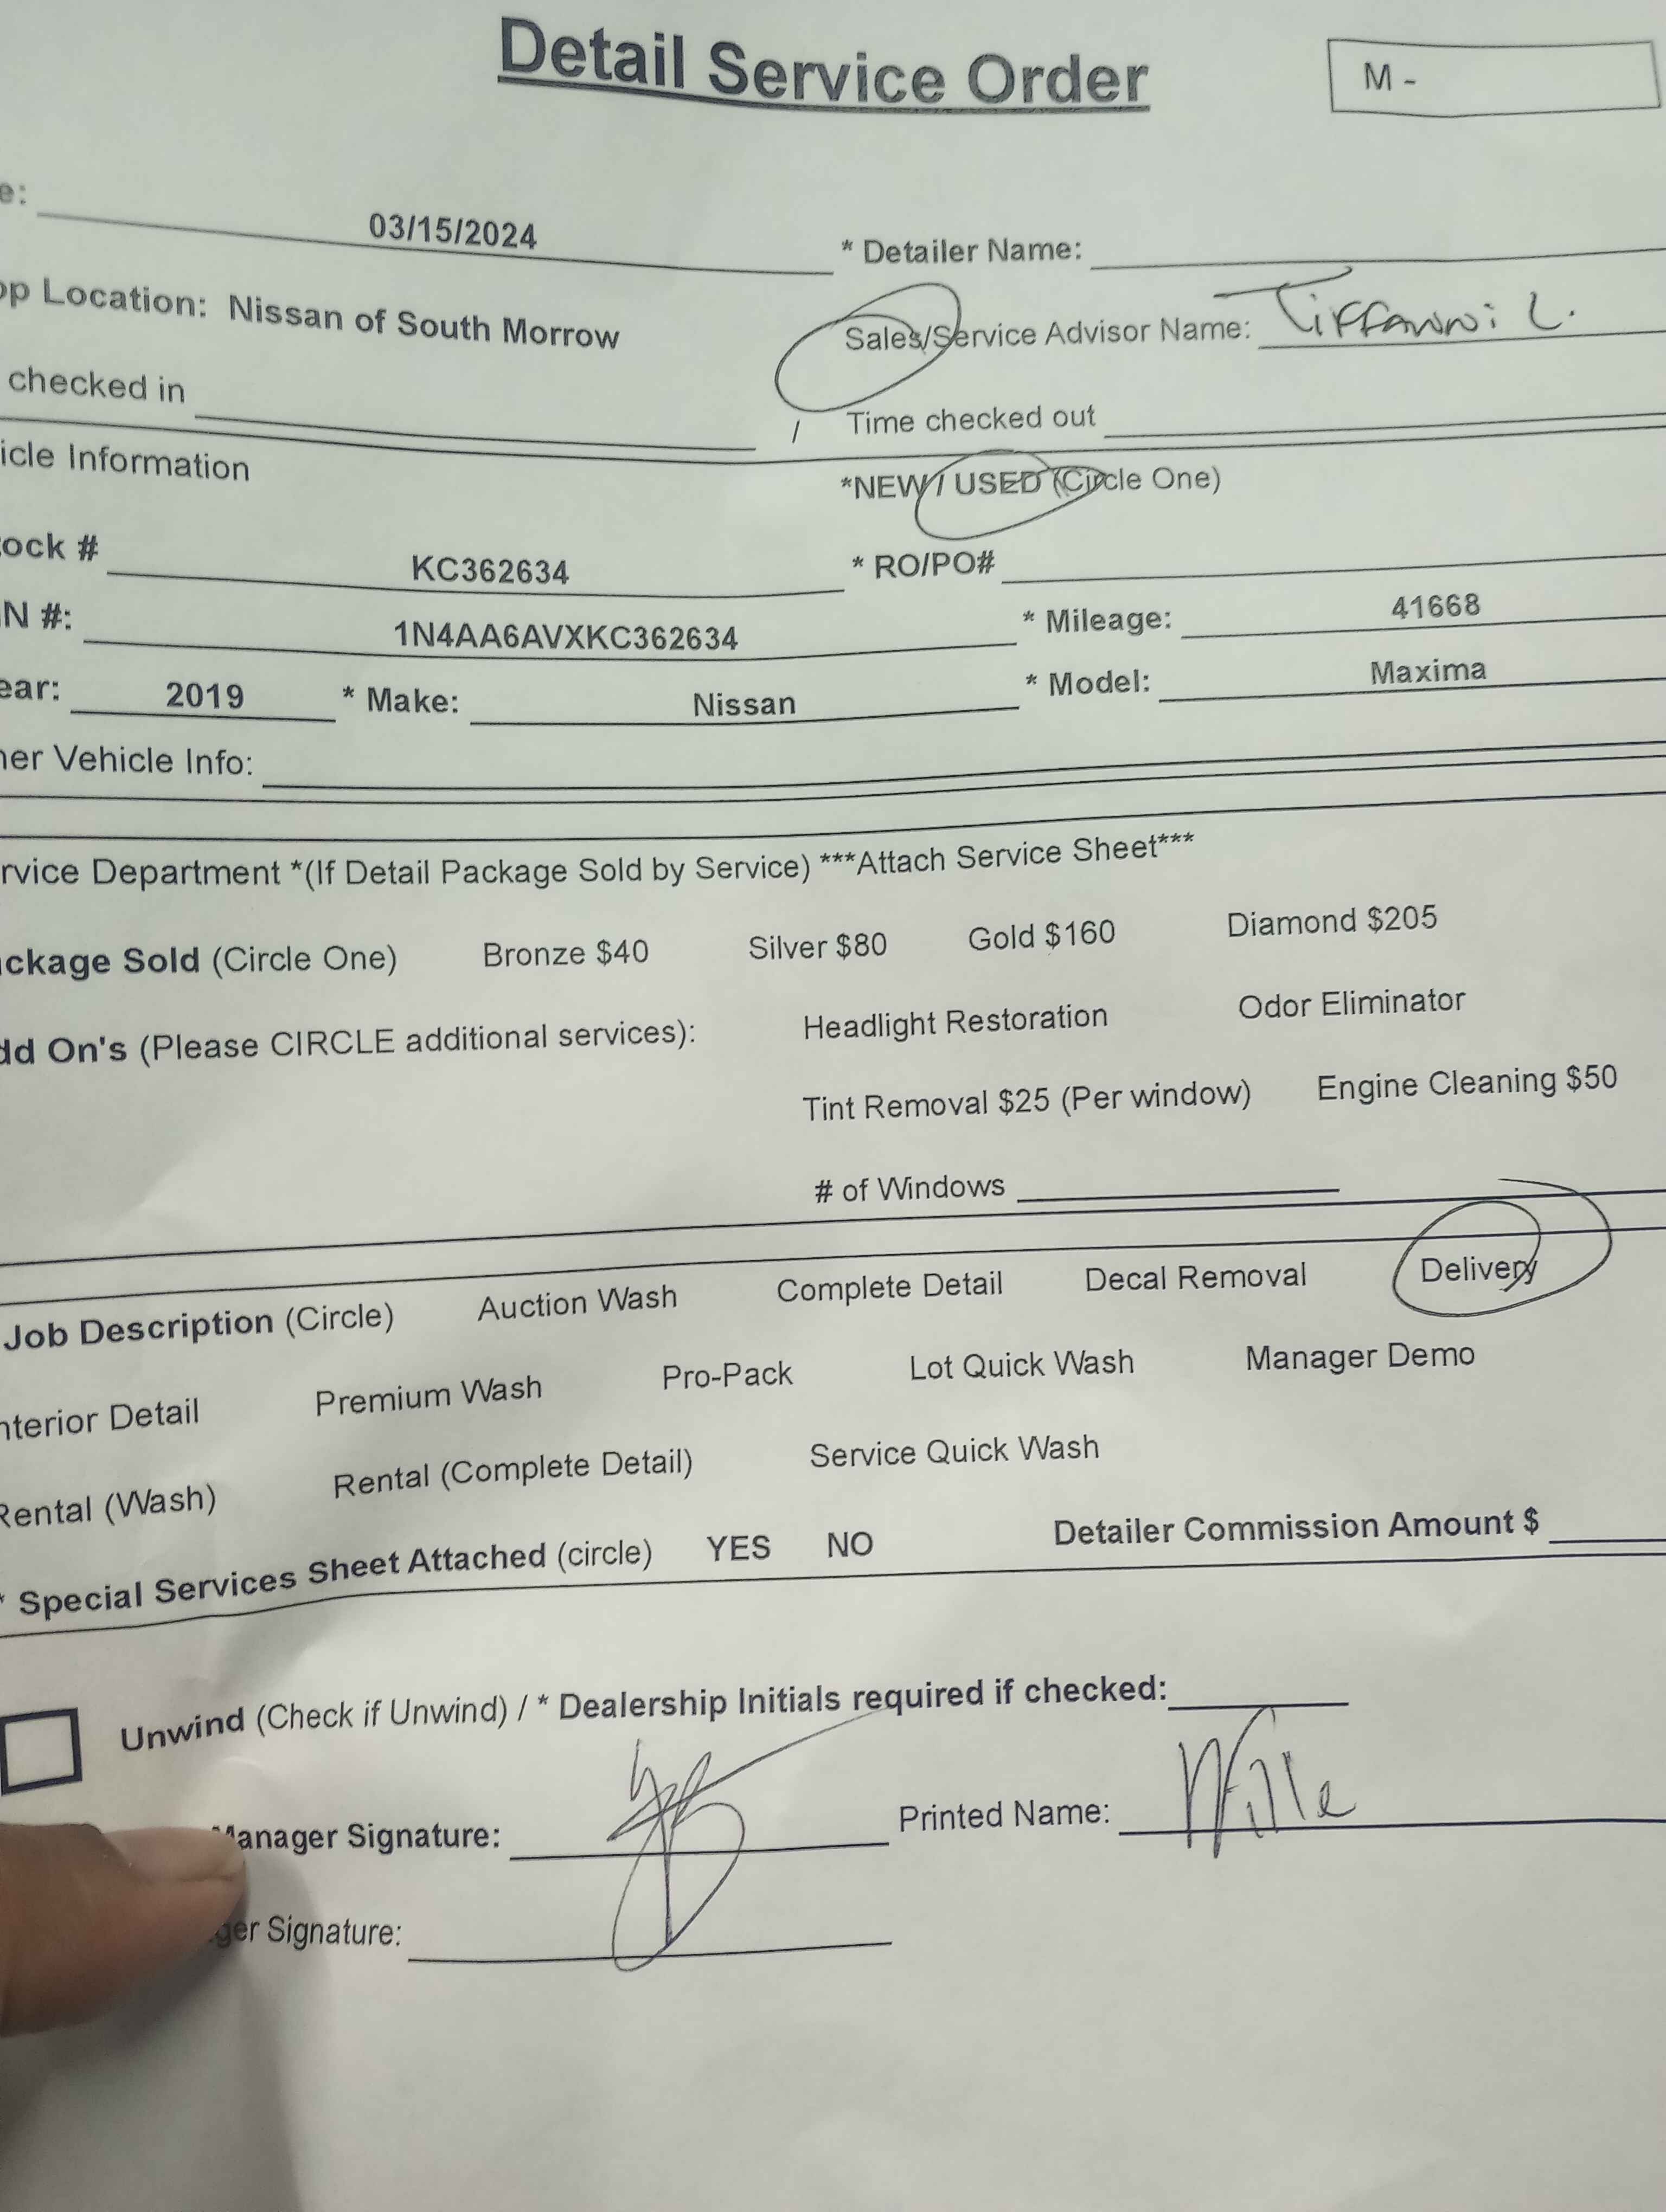 Detail Service Order
M -
e: 03/15/2024 * Detailer Name:
op Location: Nissan of South Morrow Sales/Service Advisor Name: Tiffanni L.
checked in Time checked out
icle Information *NEW / USED (Circle One)
ock # KC362634 * RO/PO#
N #: 1N4AA6AVXKC362634 * Mileage: 41668
ear: 2019 * Make: Nissan * Model: Maxima
ner Vehicle Info:
rvice Department *(If Detail Package Sold by Service) ***Attach Service Sheet***
ckage Sold (Circle One) Bronze $40 Silver $80 Gold $160 Diamond $205
dd On's (Please CIRCLE additional services): Headlight Restoration Odor Eliminator
Tint Removal $25 (Per window) Engine Cleaning $50
# of Windows
Job Description (Circle) Auction Wash Complete Detail Decal Removal Delivery
nterior Detail Premium Wash Pro-Pack Lot Quick Wash Manager Demo
Rental (Wash) Rental (Complete Detail) Service Quick Wash
* Special Services Sheet Attached (circle) YES NO Detailer Commission Amount $
Unwind (Check if Unwind) / * Dealership Initials required if checked:
Manager Signature: Printed Name: Wille
ger Signature: